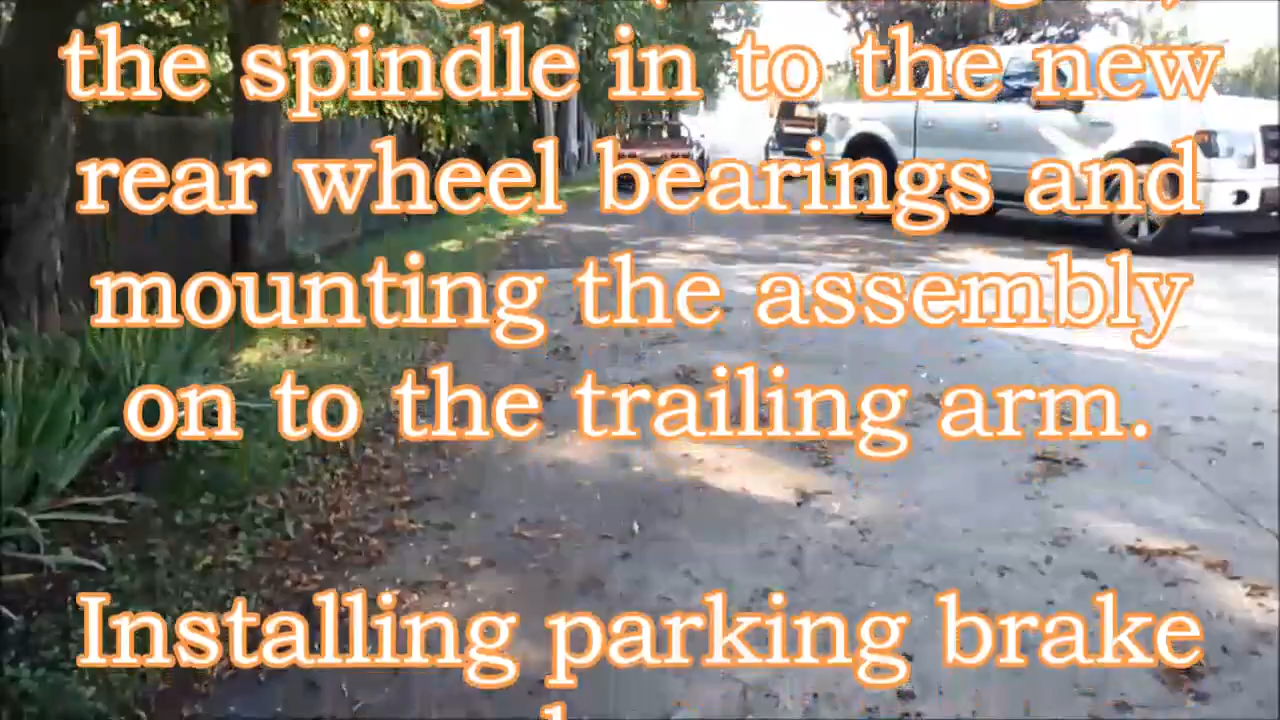 the spindle in to the new
rear wheel bearings and
mounting the assembly
on to the trailing arm.
Installing parking brake